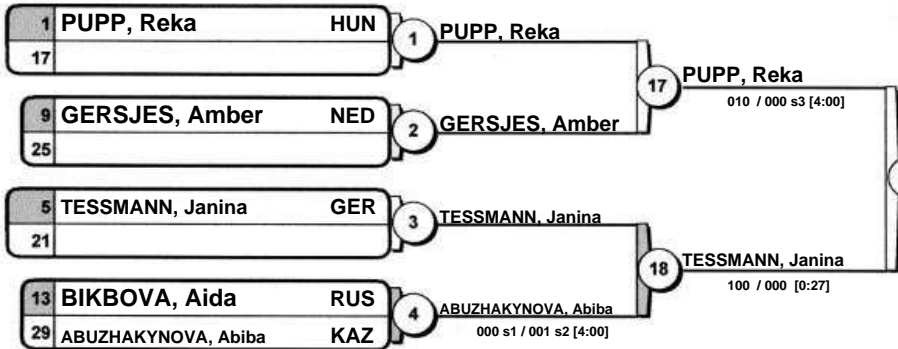 1 PUPP, Reka HUN
17
1
PUPP, Reka
9 GERSJES, Amber NED
25
2
GERSJES, Amber
17
PUPP, Reka
010 / 000 s3 [4:00]
5 TESSMANN, Janina GER
21
3
TESSMANN, Janina
13 BIKBOVA, Aida RUS
29 ABUZHAKYNOVA, Abiba KAZ
4
ABUZHAKYNOVA, Abiba
000 s1 / 001 s2 [4:00]
18
TESSMANN, Janina
100 / 000 [0:27]